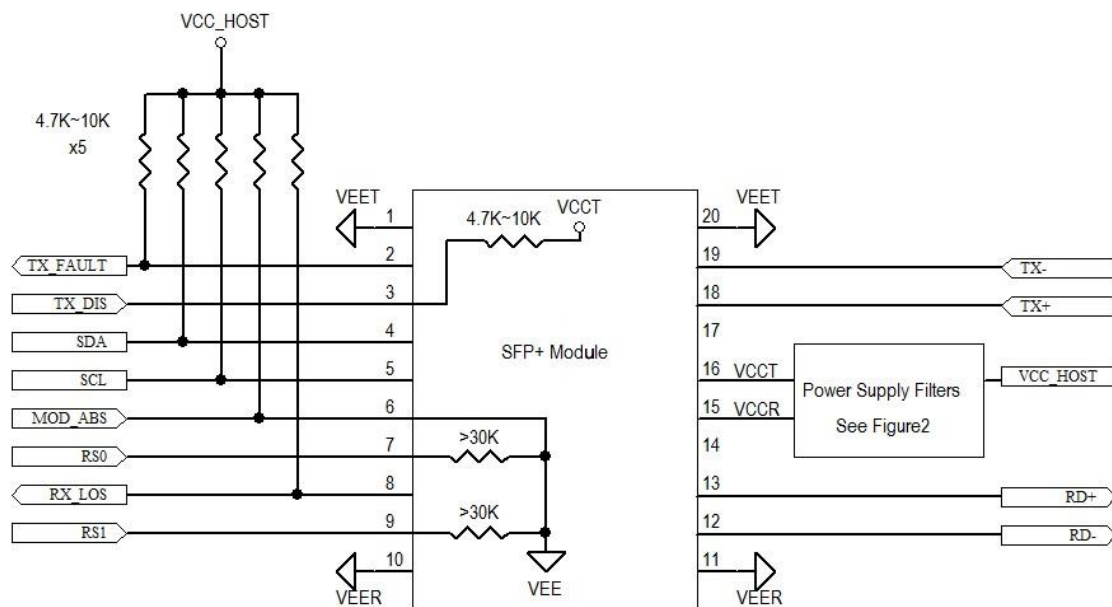 VCC_HOST
4.7K~10K
x5
VEET
1
4.7K~10K
VCCT
20
VEET
TX_FAULT
2
19
TX-
TX_DIS
3
18
TX+
SDA
4
17
SCL
5
SFP+ Module
16
VCCT
Power Supply Filters
See Figure2
VCC_HOST
MOD_ABS
6
15
VCCR
RS0
7
>30K
14
RX_LOS
8
13
RD+
RS1
9
>30K
12
RD-
10
VEER
VEE
11
VEER